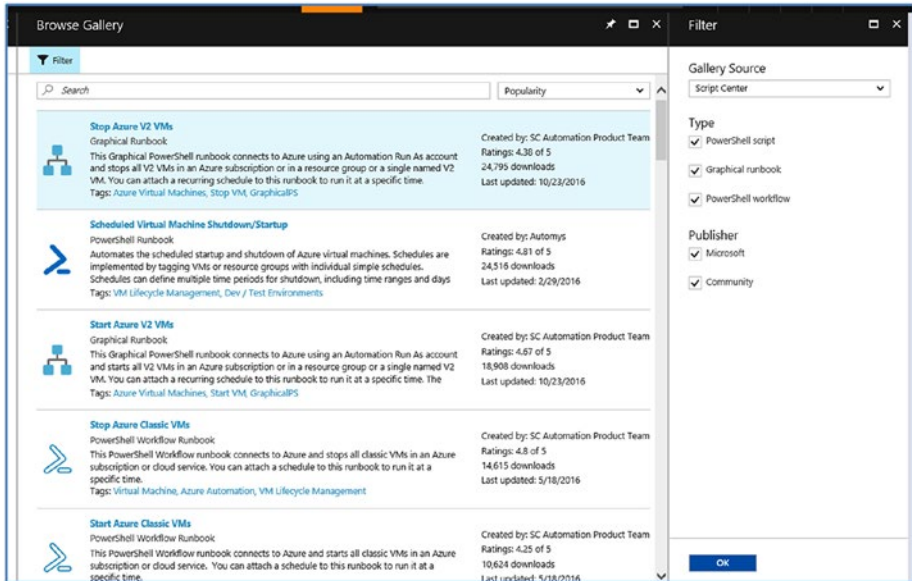 Browse Gallery
Filter
Search
Popularity
Stop Azure V2 VMs
Graphical Runbook
This Graphical PowerShell runbook connects to Azure using an Automation Run As account
and stops all V2 VMs in an Azure subscription or in a resource group or a single named V2
VM. You can attach a recurring schedule to this runbook to run it at a specific time.
Tags: Azure Virtual Machines, Stop VM, GraphicalPS
Created by: SC Automation Product Team
Ratings: 4.38 of 5
24,795 downloads
Last updated: 10/23/2016
Scheduled Virtual Machine Shutdown/Startup
PowerShell Runbook
Automates the scheduled startup and shutdown of Azure virtual machines. Schedules are
implemented by tagging VMs or resource groups with individual simple schedules.
Schedules can define multiple time periods for shutdown, including time ranges and days
Tags: VM Lifecycle Management, Dev / Test Environments
Created by: Automys
Ratings: 4.81 of 5
24,516 downloads
Last updated: 2/29/2016
Start Azure V2 VMs
Graphical Runbook
This Graphical PowerShell runbook connects to Azure using an Automation Run As account
and starts all V2 VMs in an Azure subscription or in a resource group or a single named V2
VM. You can attach a recurring schedule to this runbook to run it at a specific time. The
Tags: Azure Virtual Machines, Start VM, GraphicalPS
Created by: SC Automation Product Team
Ratings: 4.67 of 5
18,908 downloads
Last updated: 10/23/2016
Stop Azure Classic VMs
PowerShell Workflow Runbook
This PowerShell Workflow runbook connects to Azure and stops all classic VMs in an Azure
subscription or cloud service. You can attach a schedule to this runbook to run it at a
specific time.
Tags: Virtual Machine, Azure Automation, VM Lifecycle Management
Created by: SC Automation Product Team
Ratings: 4.8 of 5
14,615 downloads
Last updated: 5/18/2016
Start Azure Classic VMs
PowerShell Workflow Runbook
This PowerShell Workflow runbook connects to Azure and starts all classic VMs in an Azure
subscription or cloud service. You can attach a schedule to this runbook to run it at a
specific time.
Created by: SC Automation Product Team
Ratings: 4.25 of 5
10,624 downloads
Last updated: 5/18/2016
Filter
Gallery Source
Script Center
Type
PowerShell script
Graphical runbook
PowerShell workflow
Publisher
Microsoft
Community
OK